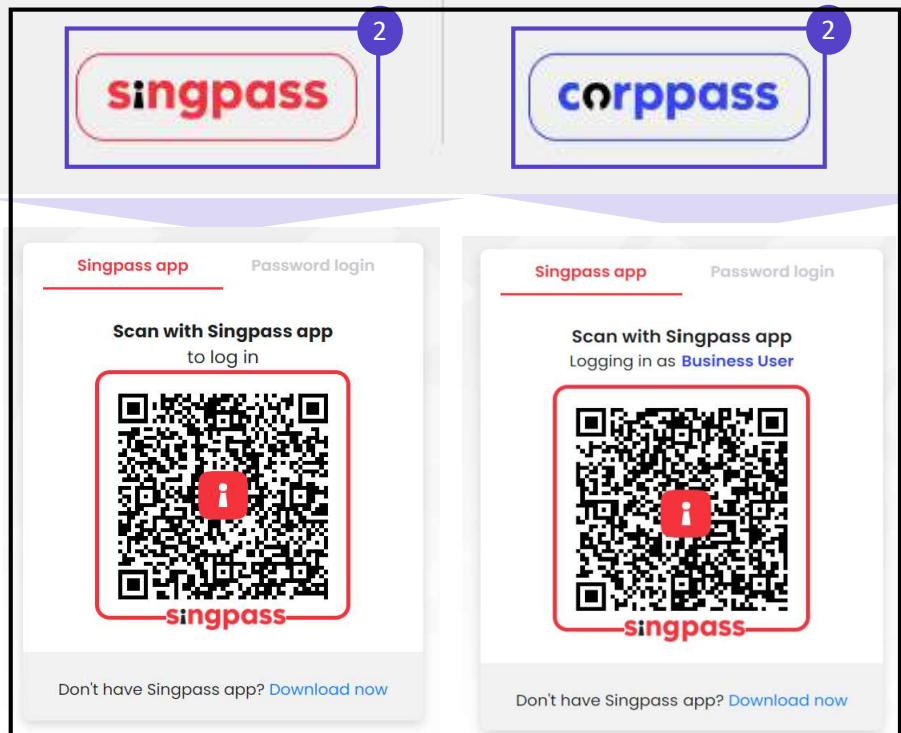 2
singpass
Singpass app Password login
Scan with Singpass app
to log in
singpass
Don't have Singpass app? Download now
2
corppass
Singpass app Password login
Scan with Singpass app
Logging in as Business User
singpass
Don't have Singpass app? Download now